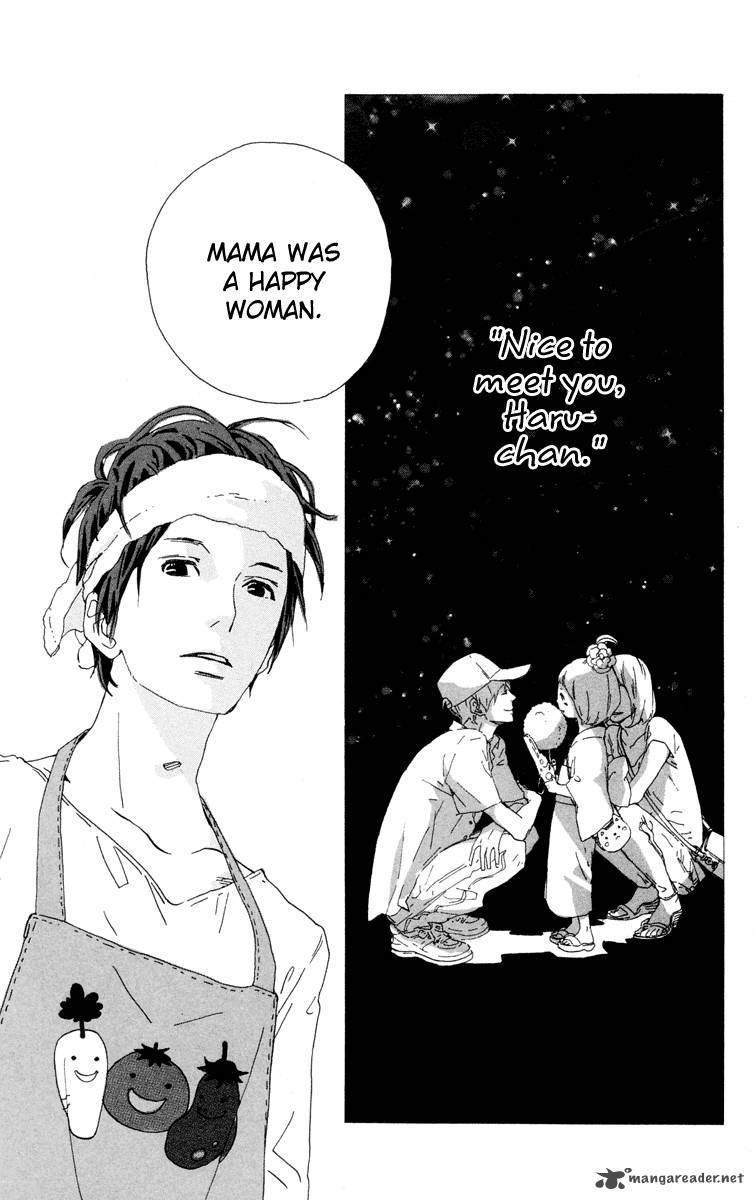 "Nice to
meet you,
Haru-
chan."
MAMA WAS
A HAPPY
WOMAN.
mangareader.net